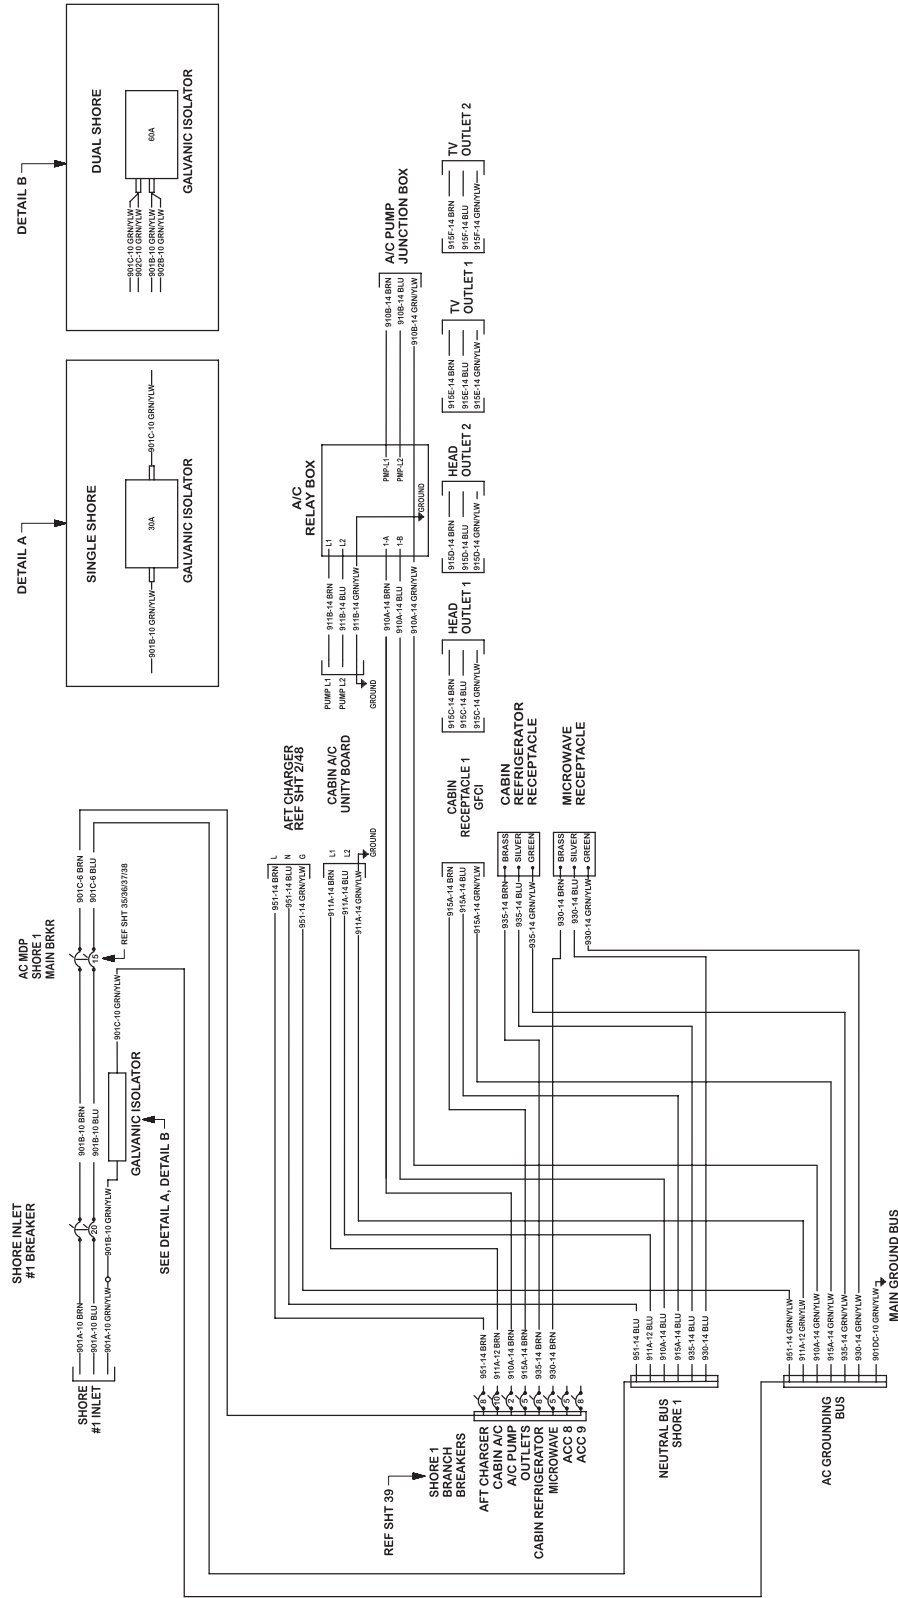 DETAIL B
DUAL SHORE
901C-10 GRN/YLW
902C-10 GRN/YLW
901B-10 GRN/YLW
902B-10 GRN/YLW
60A
GALVANIC ISOLATOR
DETAIL A
SINGLE SHORE
901B-10 GRN/YLW
30A
901C-10 GRN/YLW
GALVANIC ISOLATOR
SHORE
#1 INLET
901A-10 BRN
901A-10 BLU
901A-10 GRN/YLW
SHORE INLET
#1 BREAKER
20
901B-10 BRN
901B-10 BLU
901B-10 GRN/YLW
GALVANIC ISOLATOR
SEE DETAIL A, DETAIL B
901C-10 GRN/YLW
AC MDP
SHORE 1
MAIN BRKR
15
REF SHT 35/36/37/38
901C-6 BRN
901C-6 BLU
AFT CHARGER
REF SHT 2/48
951-14 BRN
951-14 BLU
951-14 GRN/YLW
L
N
G
CABIN A/C
UNITY BOARD
911A-14 BRN
911A-14 BLU
911A-14 GRN/YLW
L1
L2
GROUND
PUMP L1
PUMP L2
GROUND
911B-14 BRN
911B-14 BLU
911B-14 GRN/YLW
910A-14 BRN
910A-14 BLU
910A-14 GRN/YLW
A/C
RELAY BOX
L1
L2
1-A
1-B
GROUND
PMP-L1
PMP-L2
910B-14 BRN
910B-14 BLU
910B-14 GRN/YLW
A/C PUMP
JUNCTION BOX
CABIN
RECEPTACLE 1
GFCI
915A-14 BRN
915A-14 BLU
915A-14 GRN/YLW
HEAD
OUTLET 1
915C-14 BRN
915C-14 BLU
915C-14 GRN/YLW
HEAD
OUTLET 2
915D-14 BRN
915D-14 BLU
915D-14 GRN/YLW
TV
OUTLET 1
915E-14 BRN
915E-14 BLU
915E-14 GRN/YLW
TV
OUTLET 2
915F-14 BRN
915F-14 BLU
915F-14 GRN/YLW
CABIN
REFRIGERATOR
RECEPTACLE
935-14 BRN
935-14 BLU
935-14 GRN/YLW
BRASS
SILVER
GREEN
MICROWAVE
RECEPTACLE
930-14 BRN
930-14 BLU
930-14 GRN/YLW
BRASS
SILVER
GREEN
REF SHT 39
SHORE 1
BRANCH
BREAKERS
AFT CHARGER 8 951-14 BRN
CABIN A/C 10 911A-12 BRN
A/C PUMP 2 910A-14 BRN
OUTLETS 5 915A-14 BRN
CABIN REFRIGERATOR 8 935-14 BRN
MICROWAVE 5 930-14 BRN
ACC 8 5
ACC 9 8
NEUTRAL BUS
SHORE 1
951-14 BLU
911A-12 BLU
910A-14 BLU
915A-14 BLU
935-14 BLU
930-14 BLU
AC GROUNDING
BUS
951-14 GRN/YLW
911A-12 GRN/YLW
910A-14 GRN/YLW
915A-14 GRN/YLW
935-14 GRN/YLW
930-14 GRN/YLW
901DC-10 GRN/YLW
MAIN GROUND BUS